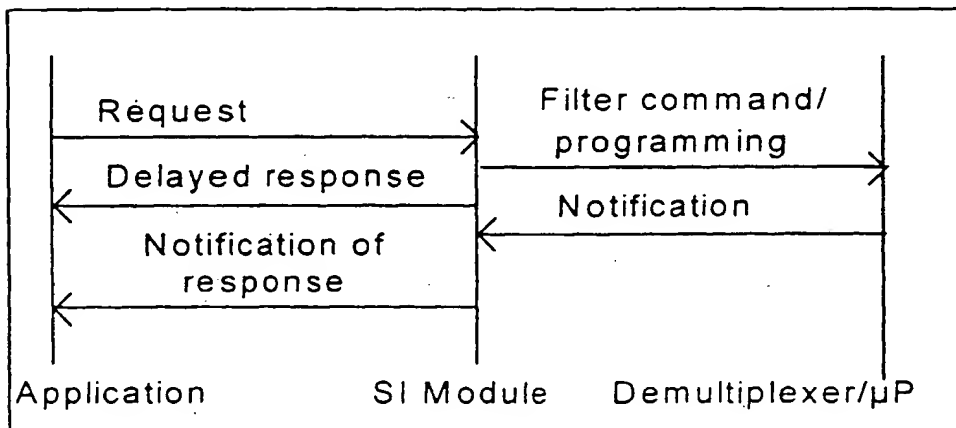 Request
Filter command/
programming
Delayed response
Notification
Notification of
response
Application
SI Module
Demultiplexer/µP